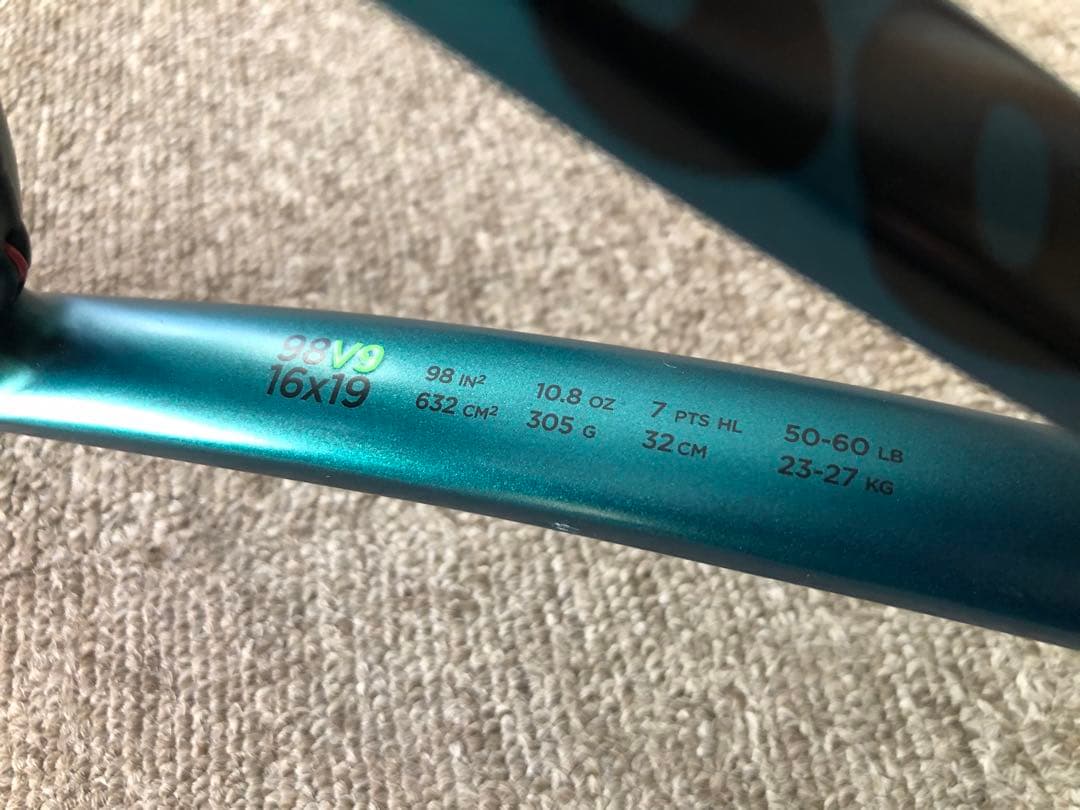 98V9
16x19
98 IN²
632 CM²
10.8 OZ
305 G
7 PTS HL
32 CM
50-60 LB
23-27 KG